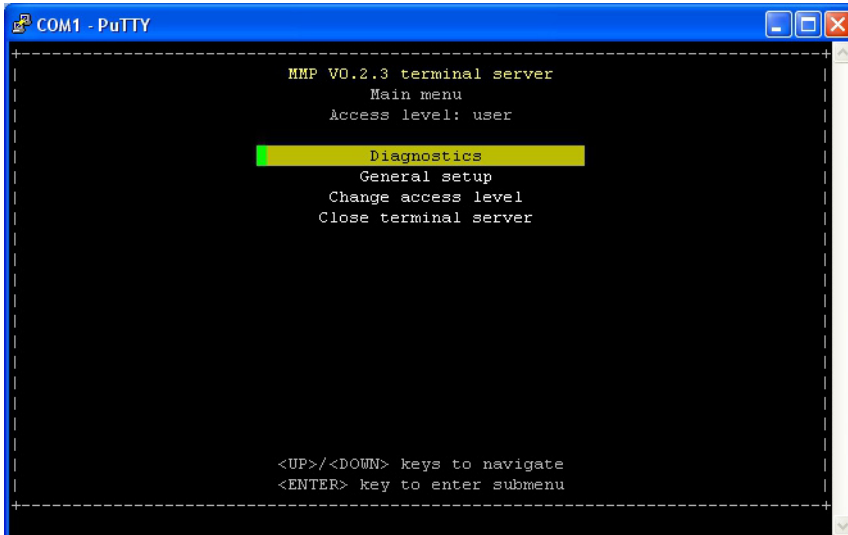 COM1 - PuTTY
MMP V0.2.3 terminal server
Main menu
Access level: user
Diagnostics
General setup
Change access level
Close terminal server
<UP>/<DOWN> keys to navigate
<ENTER> key to enter submenu